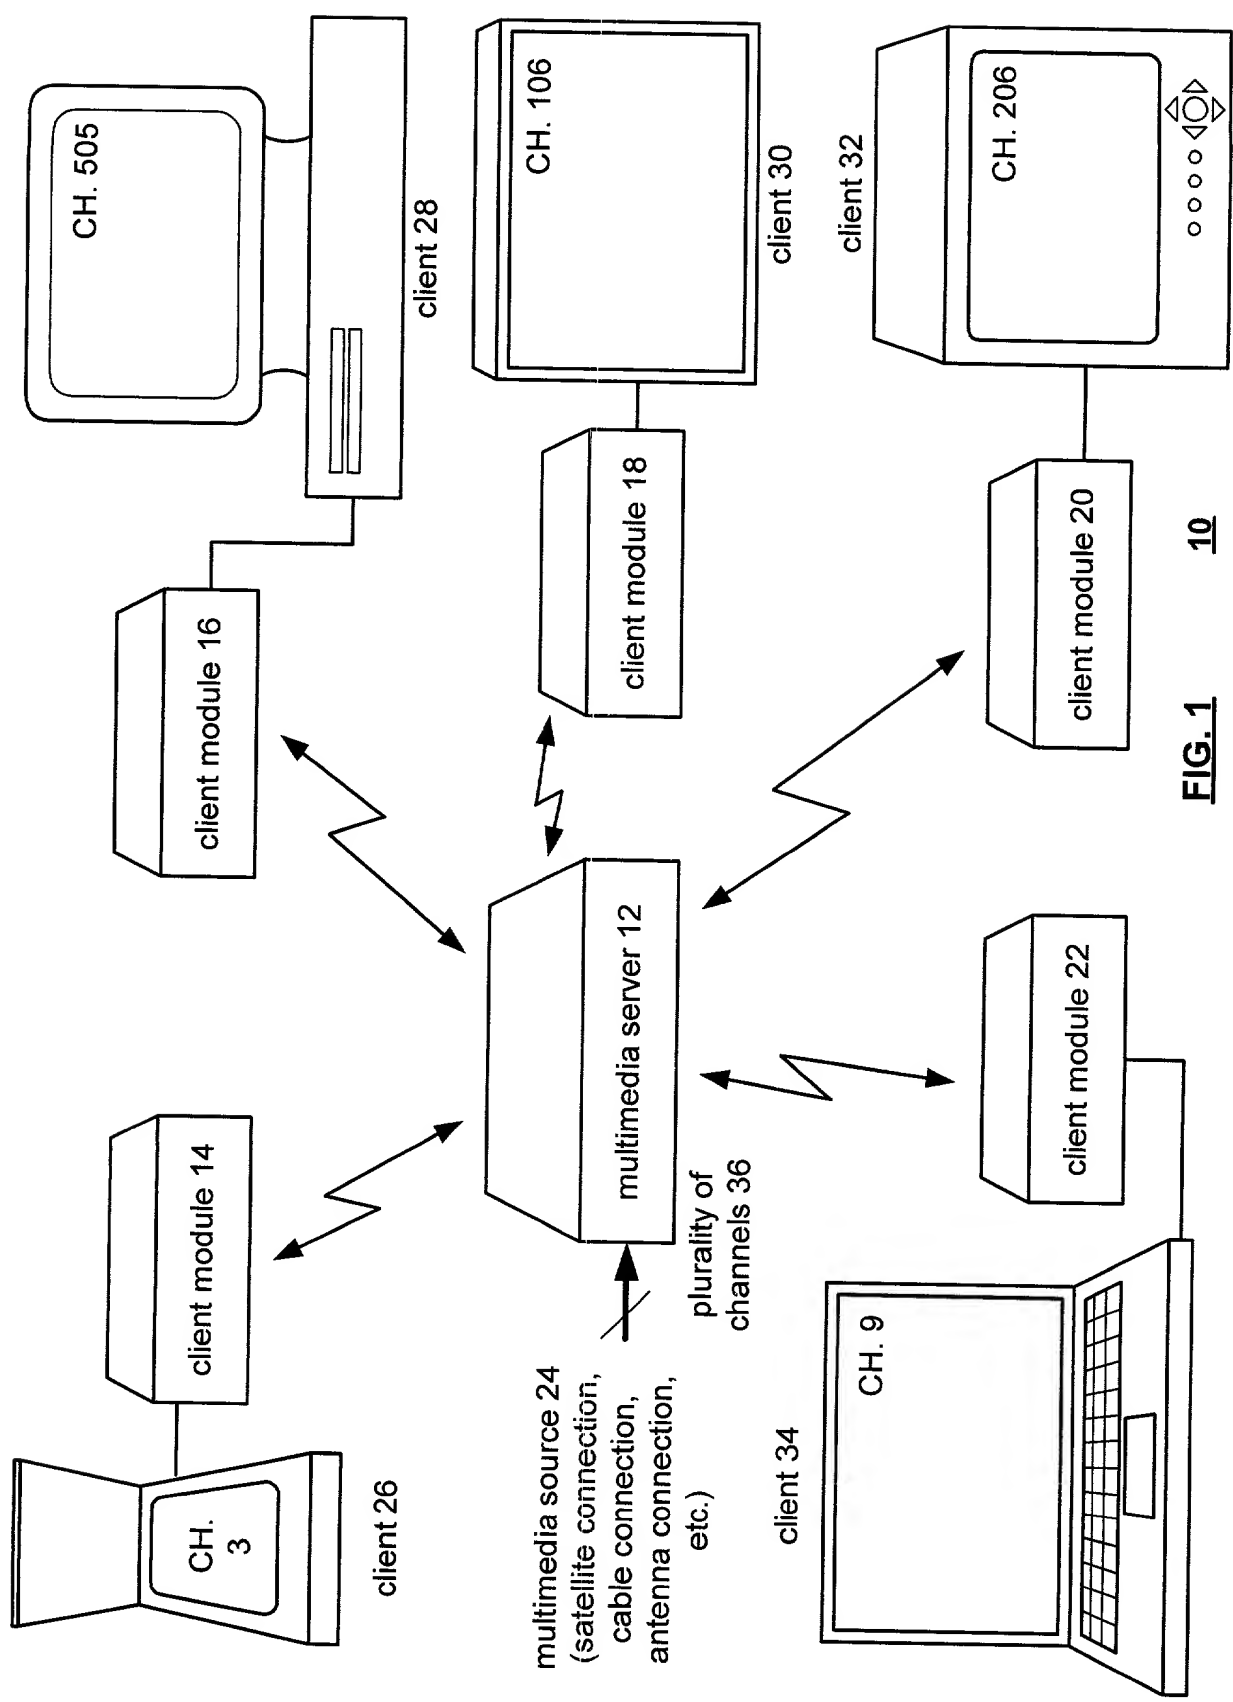 CH.
3
client 26
client module 14
client module 16
CH. 505
client 28
multimedia source 24
(satellite connection,
cable connection,
antenna connection,
etc.)
multimedia server 12
plurality of
channels 36
client module 18
CH. 106
client 30
client 34
CH. 9
client module 22
client module 20
client 32
CH. 206
FIG. 1
10